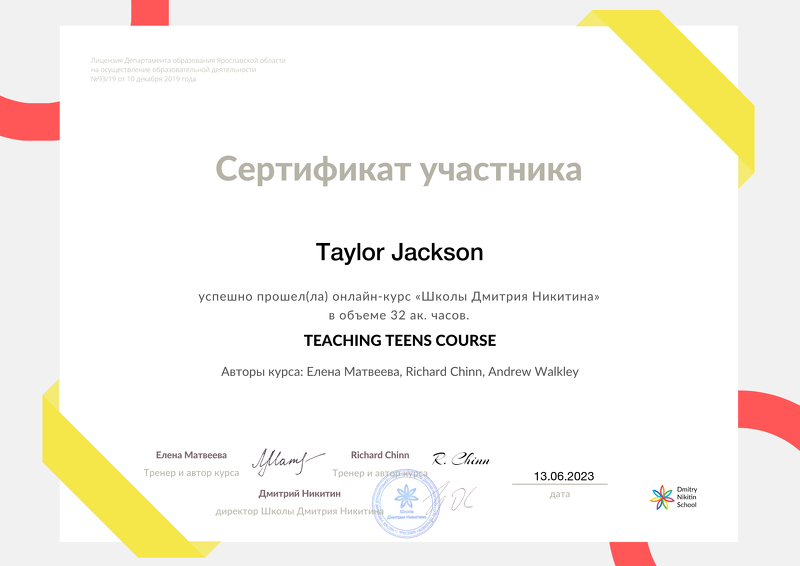 Лицензия Департамента образования Ярославской области
на осуществление образовательной деятельности
№93/19 от 10 декабря 2019 года
Сертификат участника
Taylor Jackson
успешно прошел(ла) онлайн-курс «Школы Дмитрия Никитина»
в объеме 32 ак. часов.
TEACHING TEENS COURSE
Авторы курса: Елена Матвеева, Richard Chinn, Andrew Walkley
Елена Матвеева
Тренер и автор курса
Richard Chinn
R. Chinn
Тренер и автор курса
Дмитрий Никитин
директор Школы Дмитрия Никитина
Школа
Дмитрия Никитина
13.06.2023
дата
Dmitry
Nikitin
School